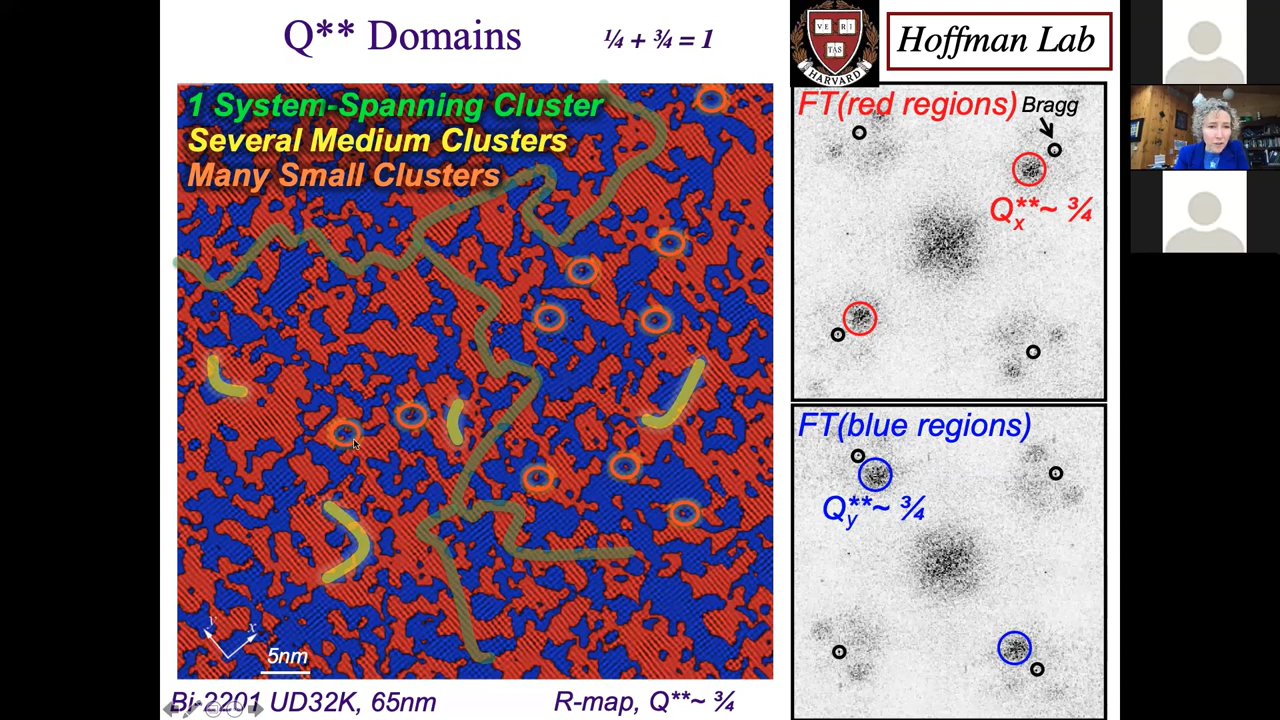 Q** Domains
¼ + ¾ = 1
VE RI
TAS
HARVARD
Hoffman Lab
1 System-Spanning Cluster
Several Medium Clusters
Many Small Clusters
FT(red regions)
Bragg
Qx**~ ¾
FT(blue regions)
Qy**~ ¾
y x
5nm
Bi-2201 UD32K, 65nm
R-map, Q**~ ¾